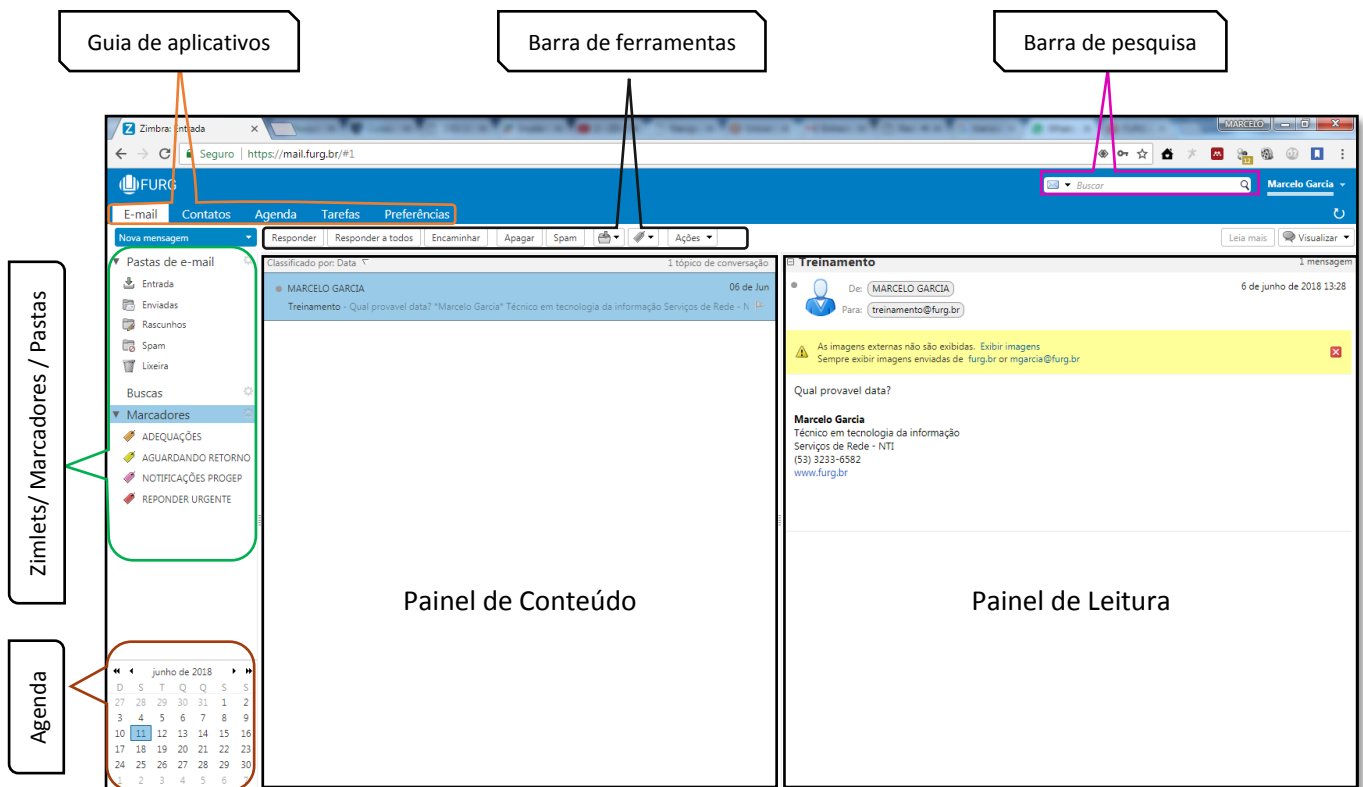 Guia de aplicativos
Barra de ferramentas
Barra de pesquisa
Zimbra: Entrada
MARCELO
Seguro | https://mail.furg.br/#1
FURG
Buscar
Marcelo Garcia
E-mail Contatos Agenda Tarefas Preferências
Nova mensagem
Responder Responder a todos Encaminhar Apagar Spam Ações
Leia mais Visualizar
Zimlets/ Marcadores / Pastas
Pastas de e-mail
Entrada
Enviadas
Rascunhos
Spam
Lixeira
Buscas
Marcadores
ADEQUAÇÕES
AGUARDANDO RETORNO
NOTIFICAÇÕES PROGEP
REPONDER URGENTE
Classificado por: Data 1 tópico de conversação
MARCELO GARCIA 06 de Jun
Treinamento - Qual provavel data? *Marcelo Garcia* Técnico em tecnologia da informação Serviços de Rede - N
Treinamento 1 mensagem
De: MARCELO GARCIA 6 de junho de 2018 13:28
Para: treinamento@furg.br
As imagens externas não são exibidas. Exibir imagens
Sempre exibir imagens enviadas de furg.br or mgarcia@furg.br
Qual provavel data?
Marcelo Garcia
Técnico em tecnologia da informação
Serviços de Rede - NTI
(53) 3233-6582
www.furg.br
Painel de Conteúdo
Painel de Leitura
Agenda
junho de 2018
D S T Q Q S S
27 28 29 30 31 1 2
3 4 5 6 7 8 9
10 11 12 13 14 15 16
17 18 19 20 21 22 23
24 25 26 27 28 29 30
1 2 3 4 5 6 7